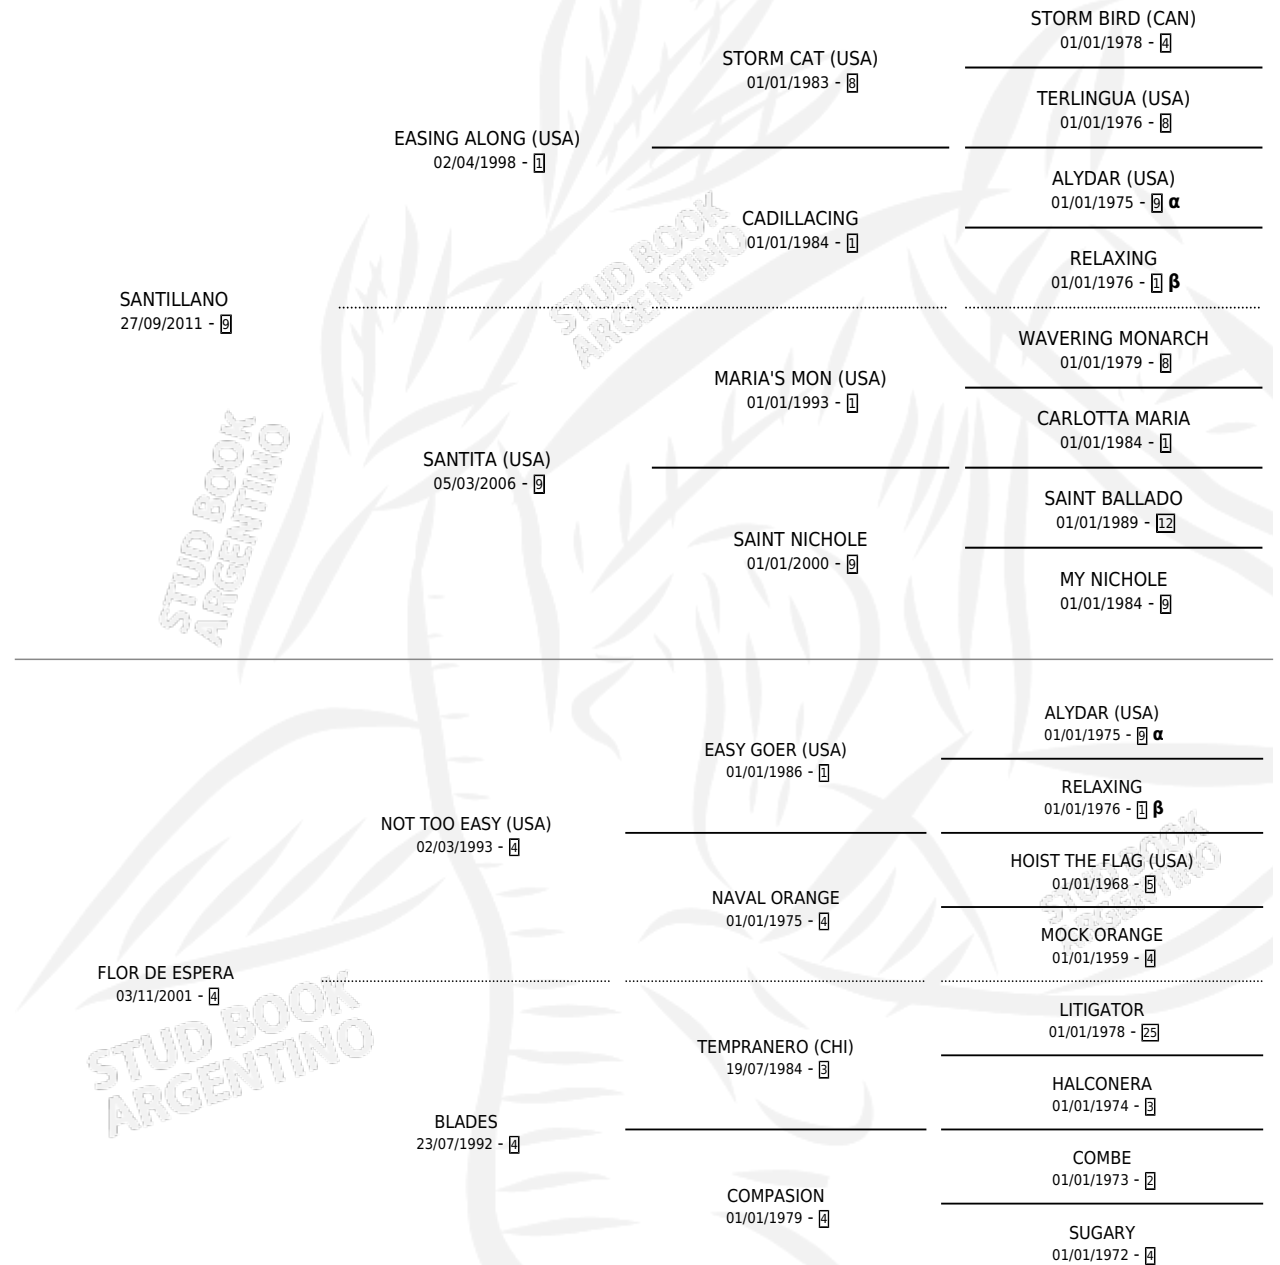 STORM BIRD (CAN)
01/01/1978 - 4
STORM CAT (USA)
01/01/1983 - 8
TERLINGUA (USA)
01/01/1976 - 8
EASING ALONG (USA)
02/04/1998 - 1
ALYDAR (USA)
01/01/1975 - 9 α
CADILLACING
01/01/1984 - 1
RELAXING
01/01/1976 - 1 β
SANTILLANO
27/09/2011 - 9
WAVERING MONARCH
01/01/1979 - 8
MARIA'S MON (USA)
01/01/1993 - 1
CARLOTTA MARIA
01/01/1984 - 1
SANTITA (USA)
05/03/2006 - 9
SAINT BALLADO
01/01/1989 - 12
SAINT NICHOLE
01/01/2000 - 9
MY NICHOLE
01/01/1984 - 9
ALYDAR (USA)
01/01/1975 - 9 α
EASY GOER (USA)
01/01/1986 - 1
RELAXING
01/01/1976 - 1 β
NOT TOO EASY (USA)
02/03/1993 - 4
HOIST THE FLAG (USA)
01/01/1968 - 5
NAVAL ORANGE
01/01/1975 - 4
MOCK ORANGE
01/01/1959 - 4
FLOR DE ESPERA
03/11/2001 - 4
LITIGATOR
01/01/1978 - 25
TEMPRANERO (CHI)
19/07/1984 - 3
HALCONERA
01/01/1974 - 3
BLADES
23/07/1992 - 4
COMBE
01/01/1973 - 2
COMPASION
01/01/1979 - 4
SUGARY
01/01/1972 - 4
STUD BOOK
ARGENTINO
STUD BOOK
ARGENTINO
STUD BOOK
ARGENTINO
STUD BOOK
ARGENTINO